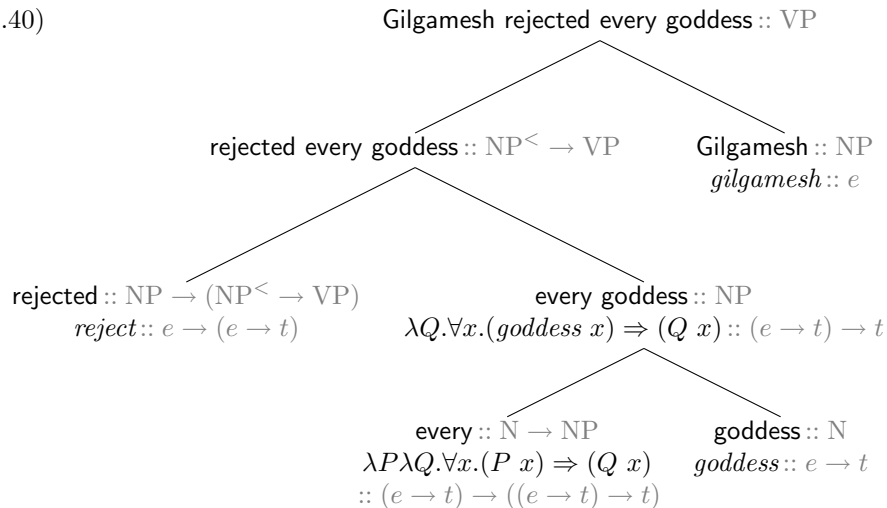 .40) Gilgamesh rejected every goddess :: VP
rejected every goddess :: NP^< → VP Gilgamesh :: NP
gilgamesh :: e
rejected :: NP → (NP^< → VP) every goddess :: NP
reject :: e → (e → t) λQ.∀x.(goddess x) ⇒ (Q x) :: (e → t) → t
every :: N → NP goddess :: N
λPλQ.∀x.(P x) ⇒ (Q x) goddess :: e → t
:: (e → t) → ((e → t) → t)